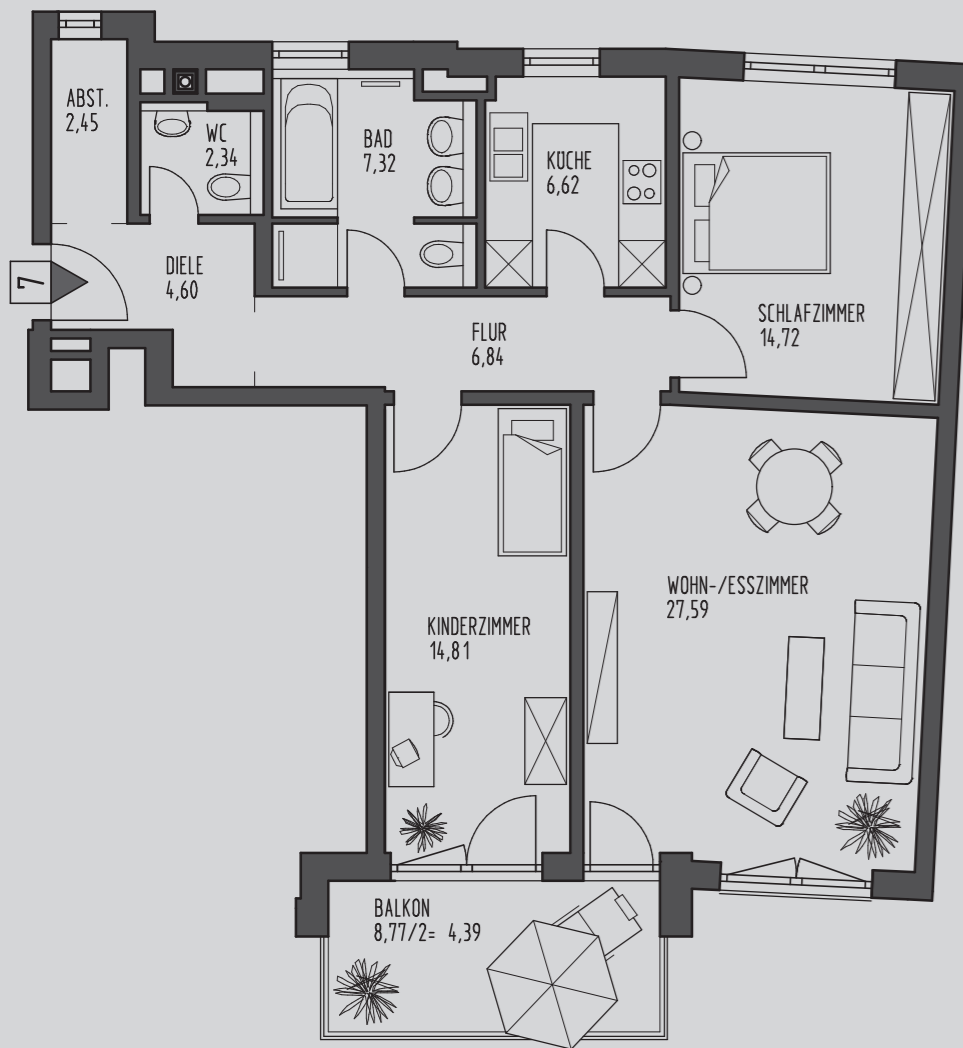 ABST.
2,45
WC
2,34
BAD
7,32
KÜCHE
6,62
DIELE
4,60
7
FLUR
6,84
SCHLAFZIMMER
14,72
WOHN-/ESSZIMMER
27,59
KINDERZIMMER
14,81
BALKON
8,77/2= 4,39